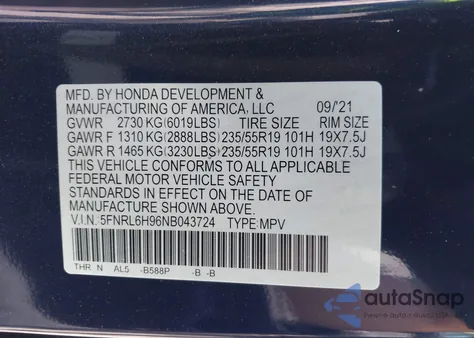 MFD. BY HONDA DEVELOPMENT &
MANUFACTURING OF AMERICA, LLC 09/'21
GVWR 2730 KG(6019LBS) TIRE SIZE RIM SIZE
GAWR F 1310 KG(2888LBS)235/55R19 101H 19X7.5J
GAWR R 1465 KG(3230LBS)235/55R19 101H 19X7.5J
THIS VEHICLE CONFORMS TO ALL APPLICABLE
FEDERAL MOTOR VEHICLE SAFETY
STANDARDS IN EFFECT ON THE DATE OF
MANUFACTURE SHOWN ABOVE.
V.I.N. 5FNRL6H96NB043724 TYPE:MPV
THR N AL5 -B588P -B -B
autoSnap